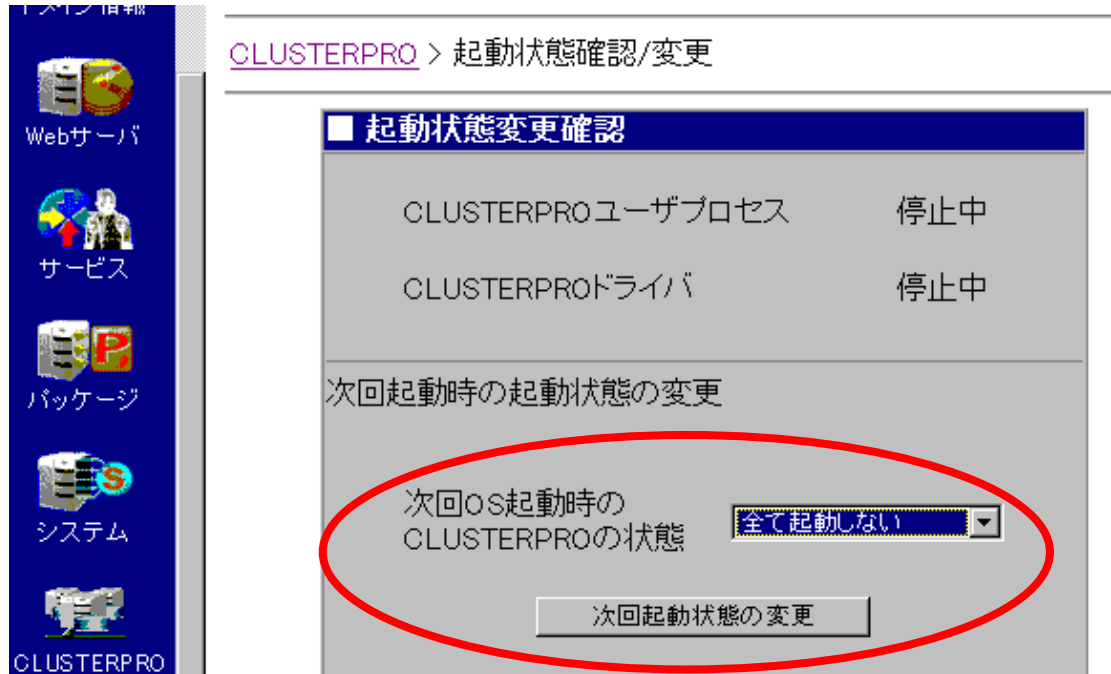 CLUSTERPRO > 起動状態確認/変更
Webサーバ
サービス
パッケージ
システム
CLUSTERPRO
■ 起動状態変更確認
CLUSTERPROユーザプロセス 停止中
CLUSTERPROドライバ 停止中
次回起動時の起動状態の変更
次回OS起動時の
CLUSTERPROの状態
全て起動しない
次回起動状態の変更